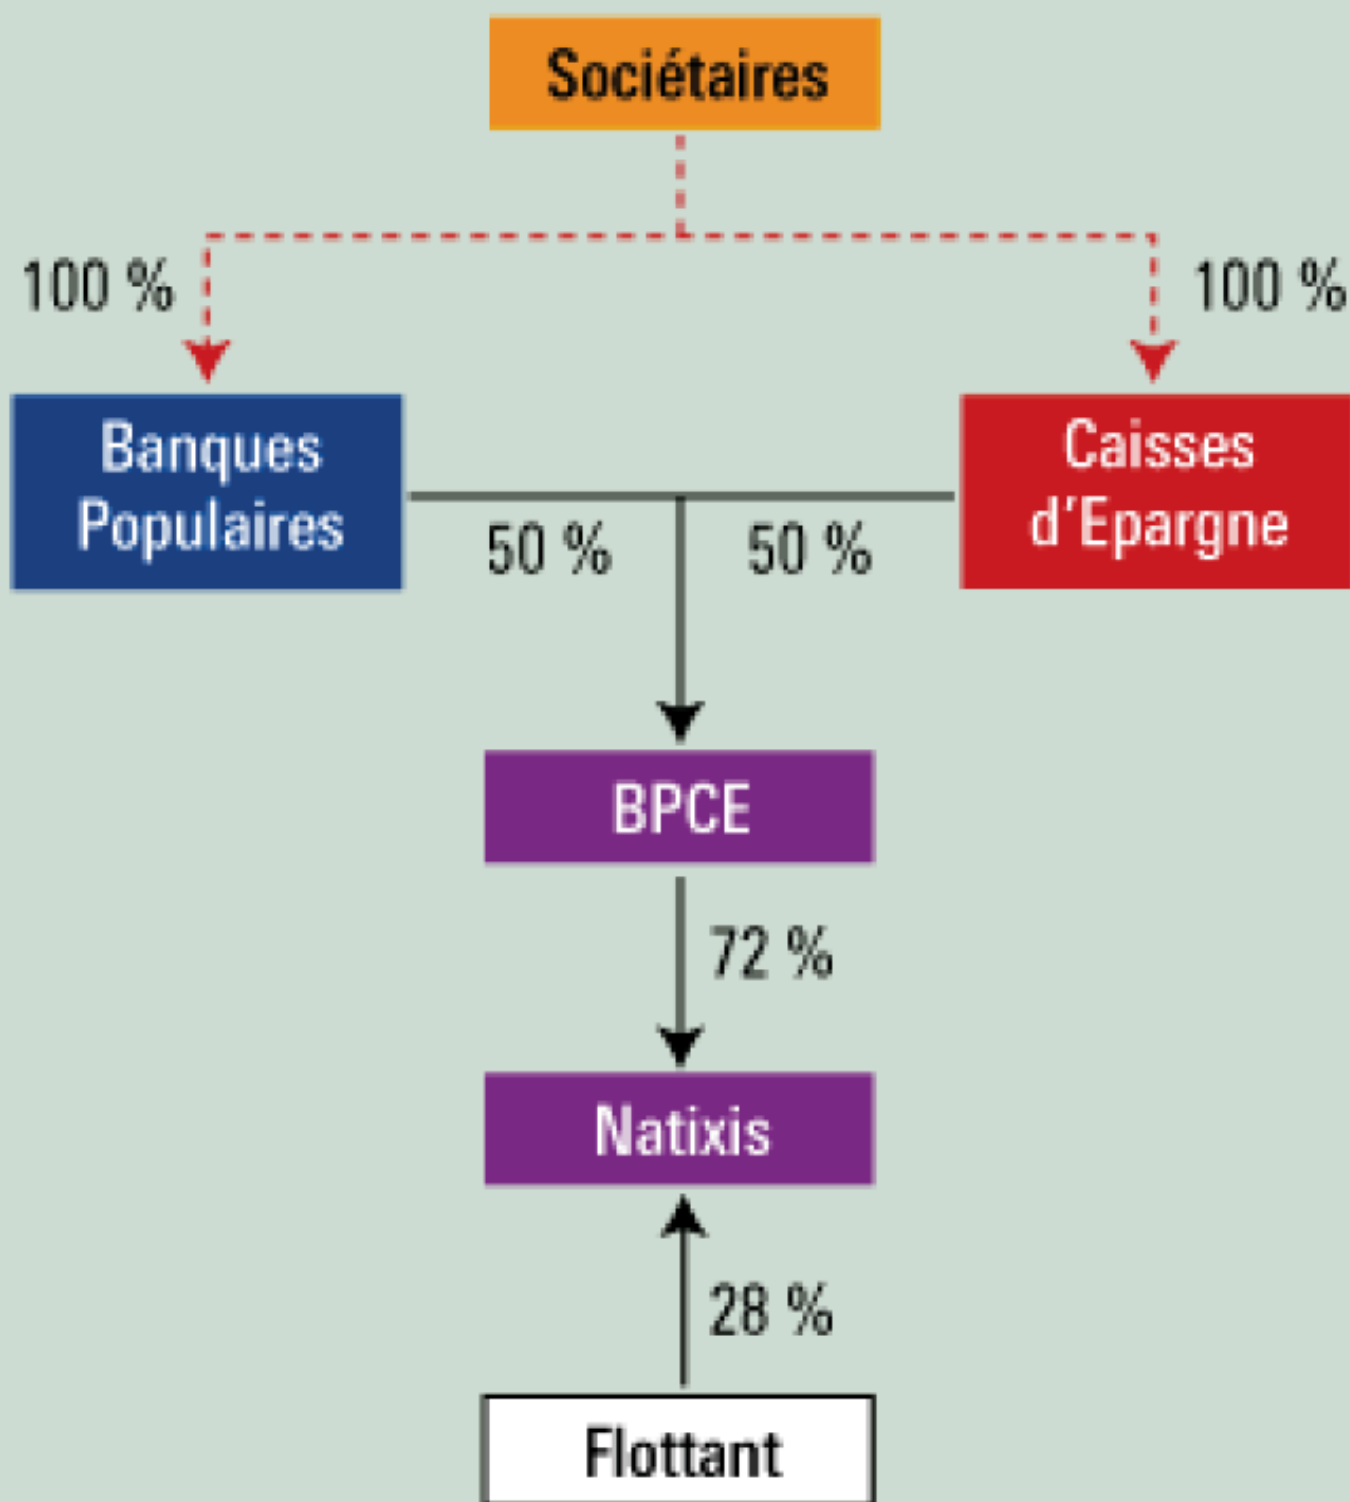 Sociétaires
100 %
100 %
Banques
Populaires
Caisses
d'Epargne
50 %
50 %
BPCE
72 %
Natixis
28 %
Flottant